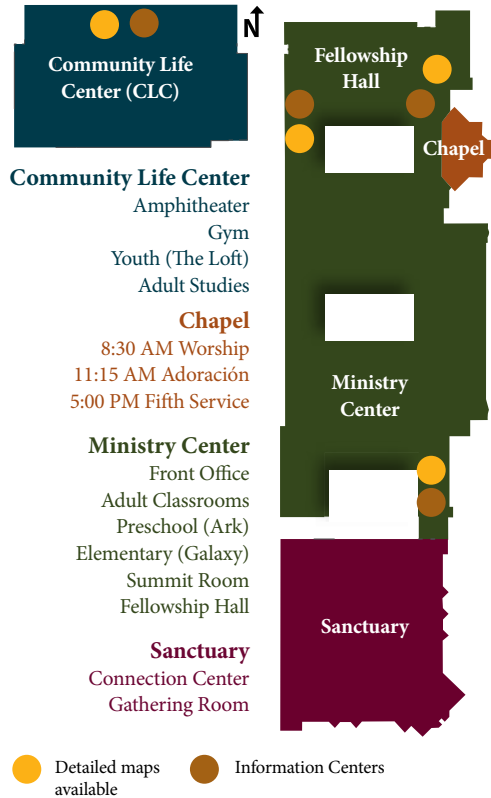 N
Community Life
Center (CLC)
Fellowship
Hall
Chapel
Community Life Center
Amphitheater
Gym
Youth (The Loft)
Adult Studies
Chapel
8:30 AM Worship
11:15 AM Adoración
5:00 PM Fifth Service
Ministry
Center
Ministry Center
Front Office
Adult Classrooms
Preschool (Ark)
Elementary (Galaxy)
Summit Room
Fellowship Hall
Sanctuary
Sanctuary
Connection Center
Gathering Room
Detailed maps
available
Information Centers